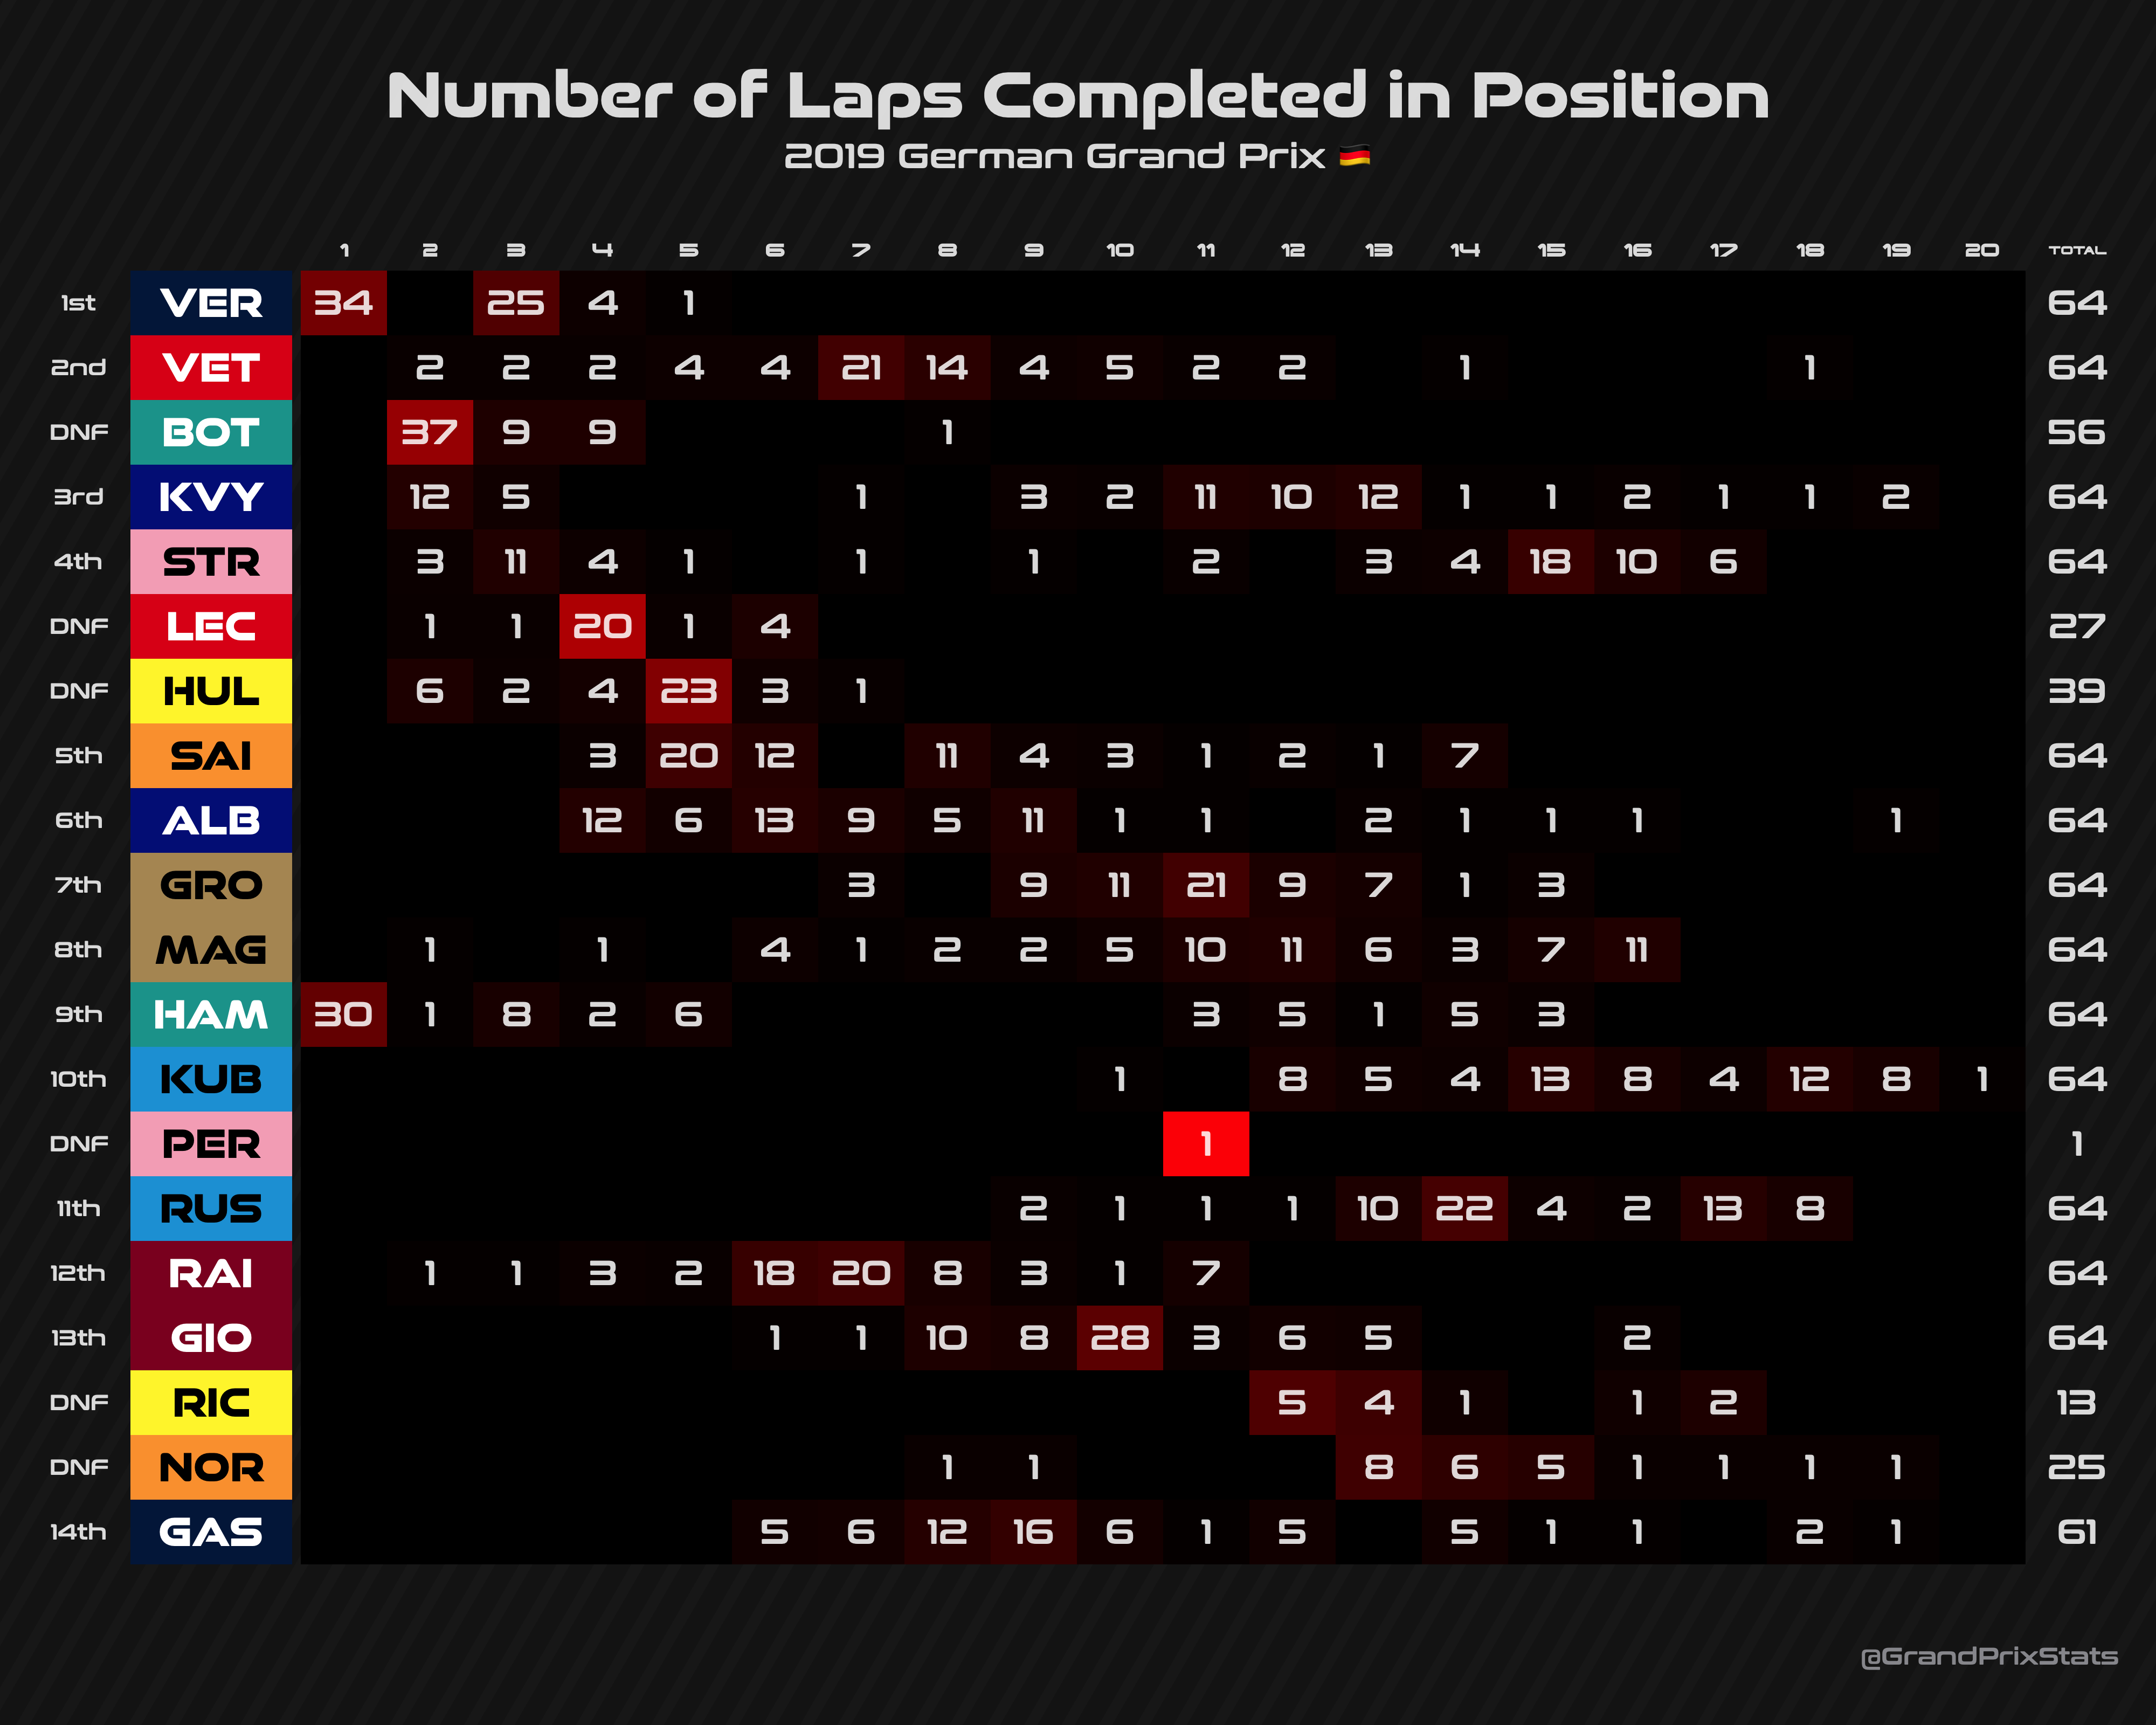 Number of Laps Completed in Position
2019 German Grand Prix 🇩🇪
1 2 3 4 5 6 7 8 9 10 11 12 13 14 15 16 17 18 19 20 TOTAL
1st VER 34 25 4 1 64
2nd VET 2 2 2 4 4 21 14 4 5 2 2 1 1 64
DNF BOT 37 9 9 1 56
3rd KVY 12 5 1 3 2 11 10 12 1 1 2 1 1 2 64
4th STR 3 11 4 1 1 1 2 3 4 18 10 6 64
DNF LEC 1 1 20 1 4 27
DNF HUL 6 2 4 23 3 1 39
5th SAI 3 20 12 11 4 3 1 2 1 7 64
6th ALB 12 6 13 9 5 11 1 1 2 1 1 1 1 64
7th GRO 3 9 11 21 9 7 1 3 64
8th MAG 1 1 4 1 2 2 5 10 11 6 3 7 11 64
9th HAM 30 1 8 2 6 3 5 1 5 3 64
10th KUB 1 8 5 4 13 8 4 12 8 1 64
DNF PER 1 1
11th RUS 2 1 1 1 10 22 4 2 13 8 64
12th RAI 1 1 3 2 18 20 8 3 1 7 64
13th GIO 1 1 10 8 28 3 6 5 2 64
DNF RIC 5 4 1 1 2 13
DNF NOR 1 1 8 6 5 1 1 1 1 25
14th GAS 5 6 12 16 6 1 5 5 1 1 2 1 61
@GrandPrixStats